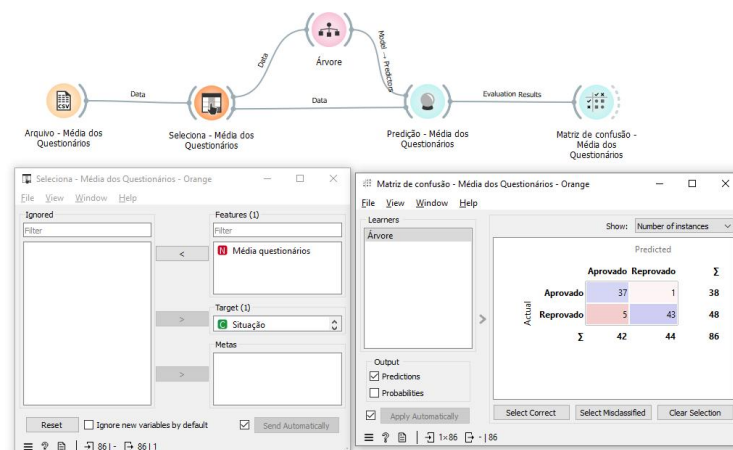 Data
Árvore
Model → Predictors
CSV
Data
Data
Evaluation Results
Arquivo - Média dos
Questionários
Seleciona - Média dos
Questionários
Predição - Média dos
Questionários
Matriz de confusão -
Média dos
Questionários
Seleciona - Média dos Questionários - Orange
File View Window Help
Ignored
Filter
<
>
>
Features (1)
Filter
N Média questionários
Target (1)
C Situação
Metas
Reset
Ignore new variables by default
Send Automatically
86 | - 86 | 1
Matriz de confusão - Média dos Questionários - Orange
File View Window Help
Learners
Árvore
Output
Predictions
Probabilities
Apply Automatically
Show: Number of instances
Predicted
Aprovado Reprovado Σ
Actual
Aprovado 37 1 38
Reprovado 5 43 48
Σ 42 44 86
Select Correct Select Misclassified Clear Selection
1×86 - | 86